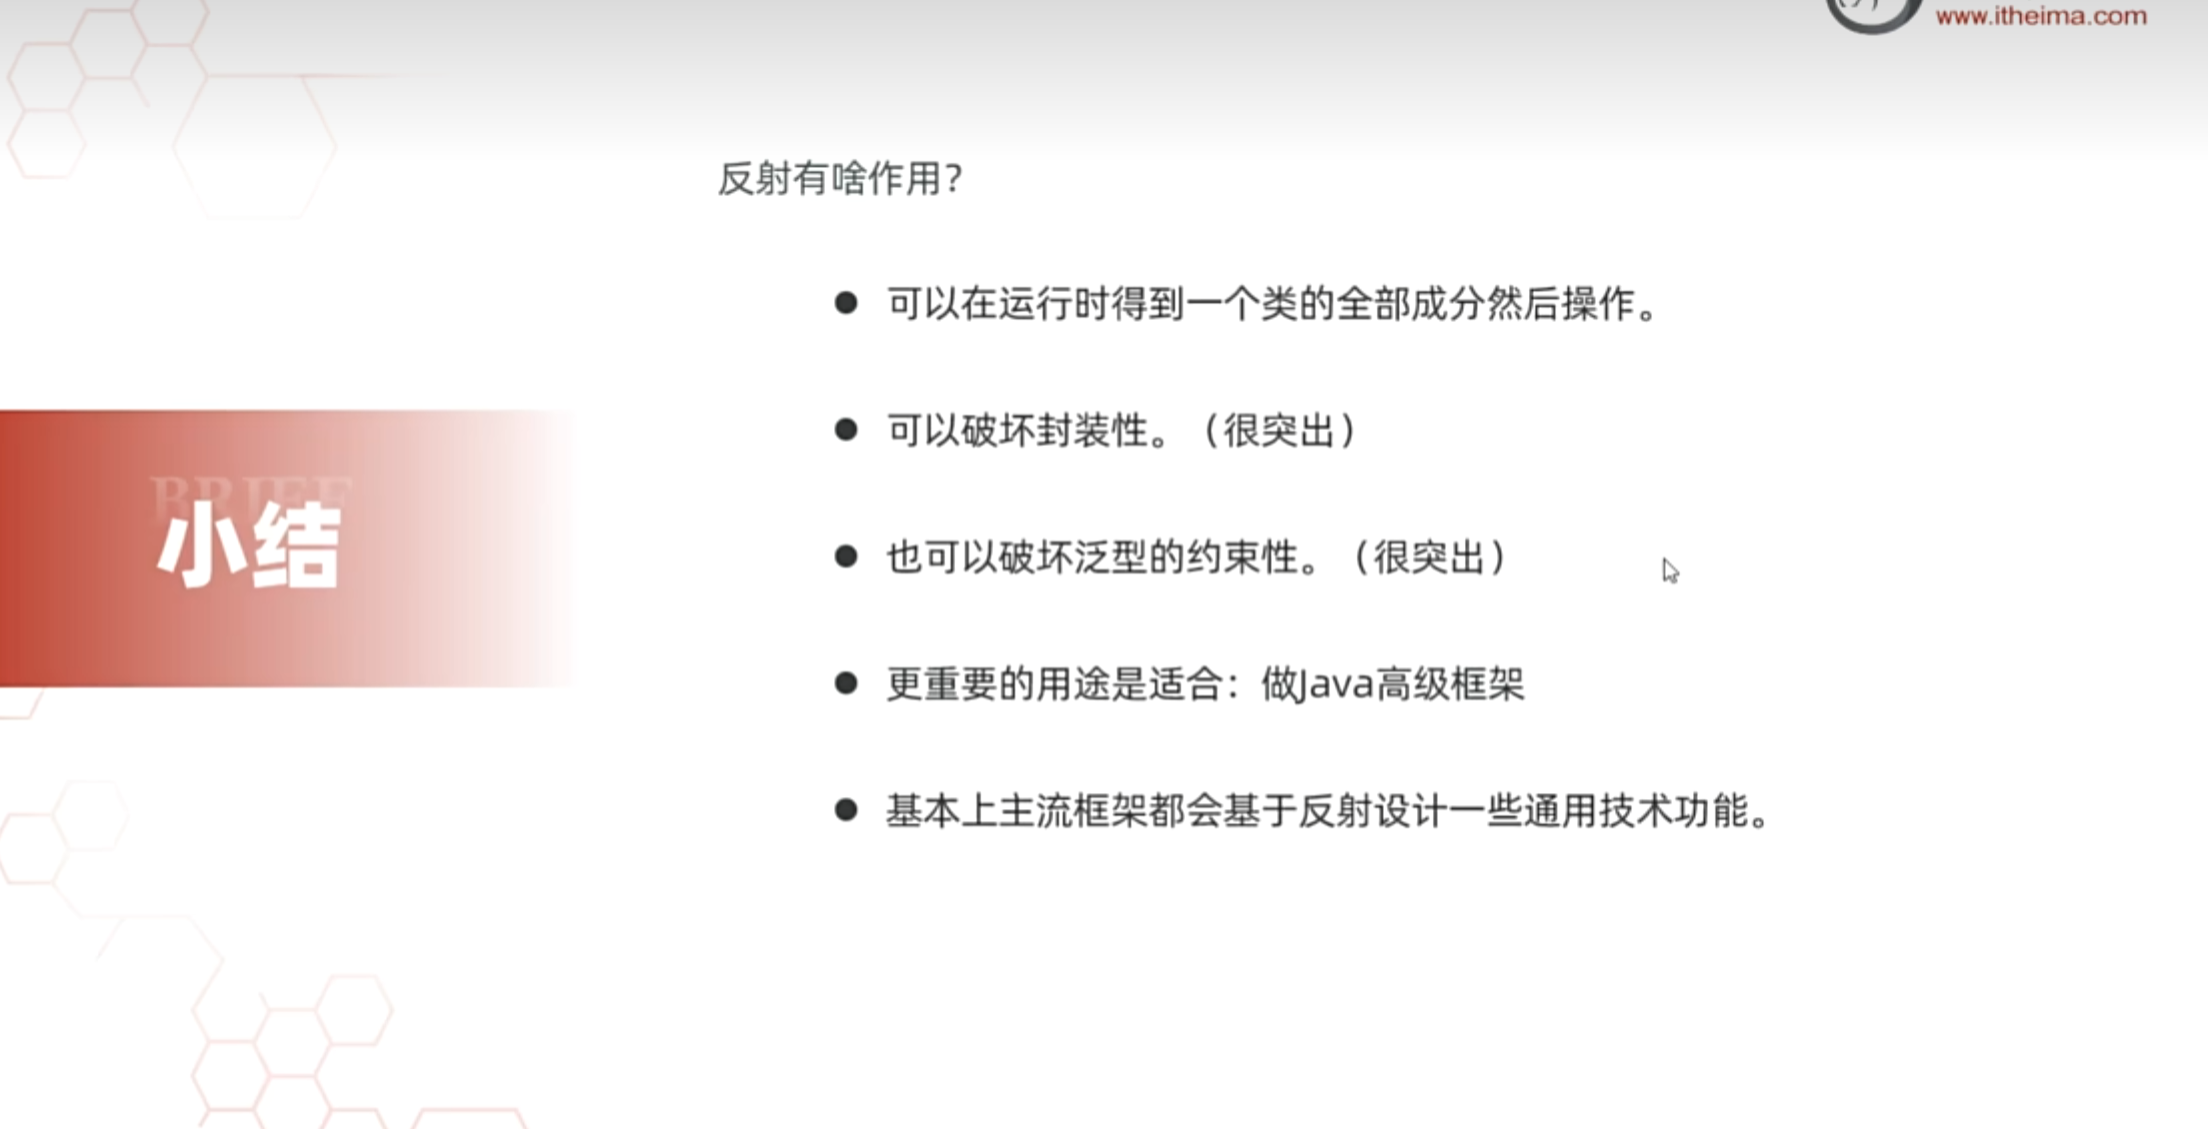 www.itheima.com
反射有啥作用?
可以在运行时得到一个类的全部成分然后操作。
可以破坏封装性。（很突出）
也可以破坏泛型的约束性。（很突出）
更重要的用途是适合：做Java高级框架
基本上主流框架都会基于反射设计一些通用技术功能。
BRIEF
小结